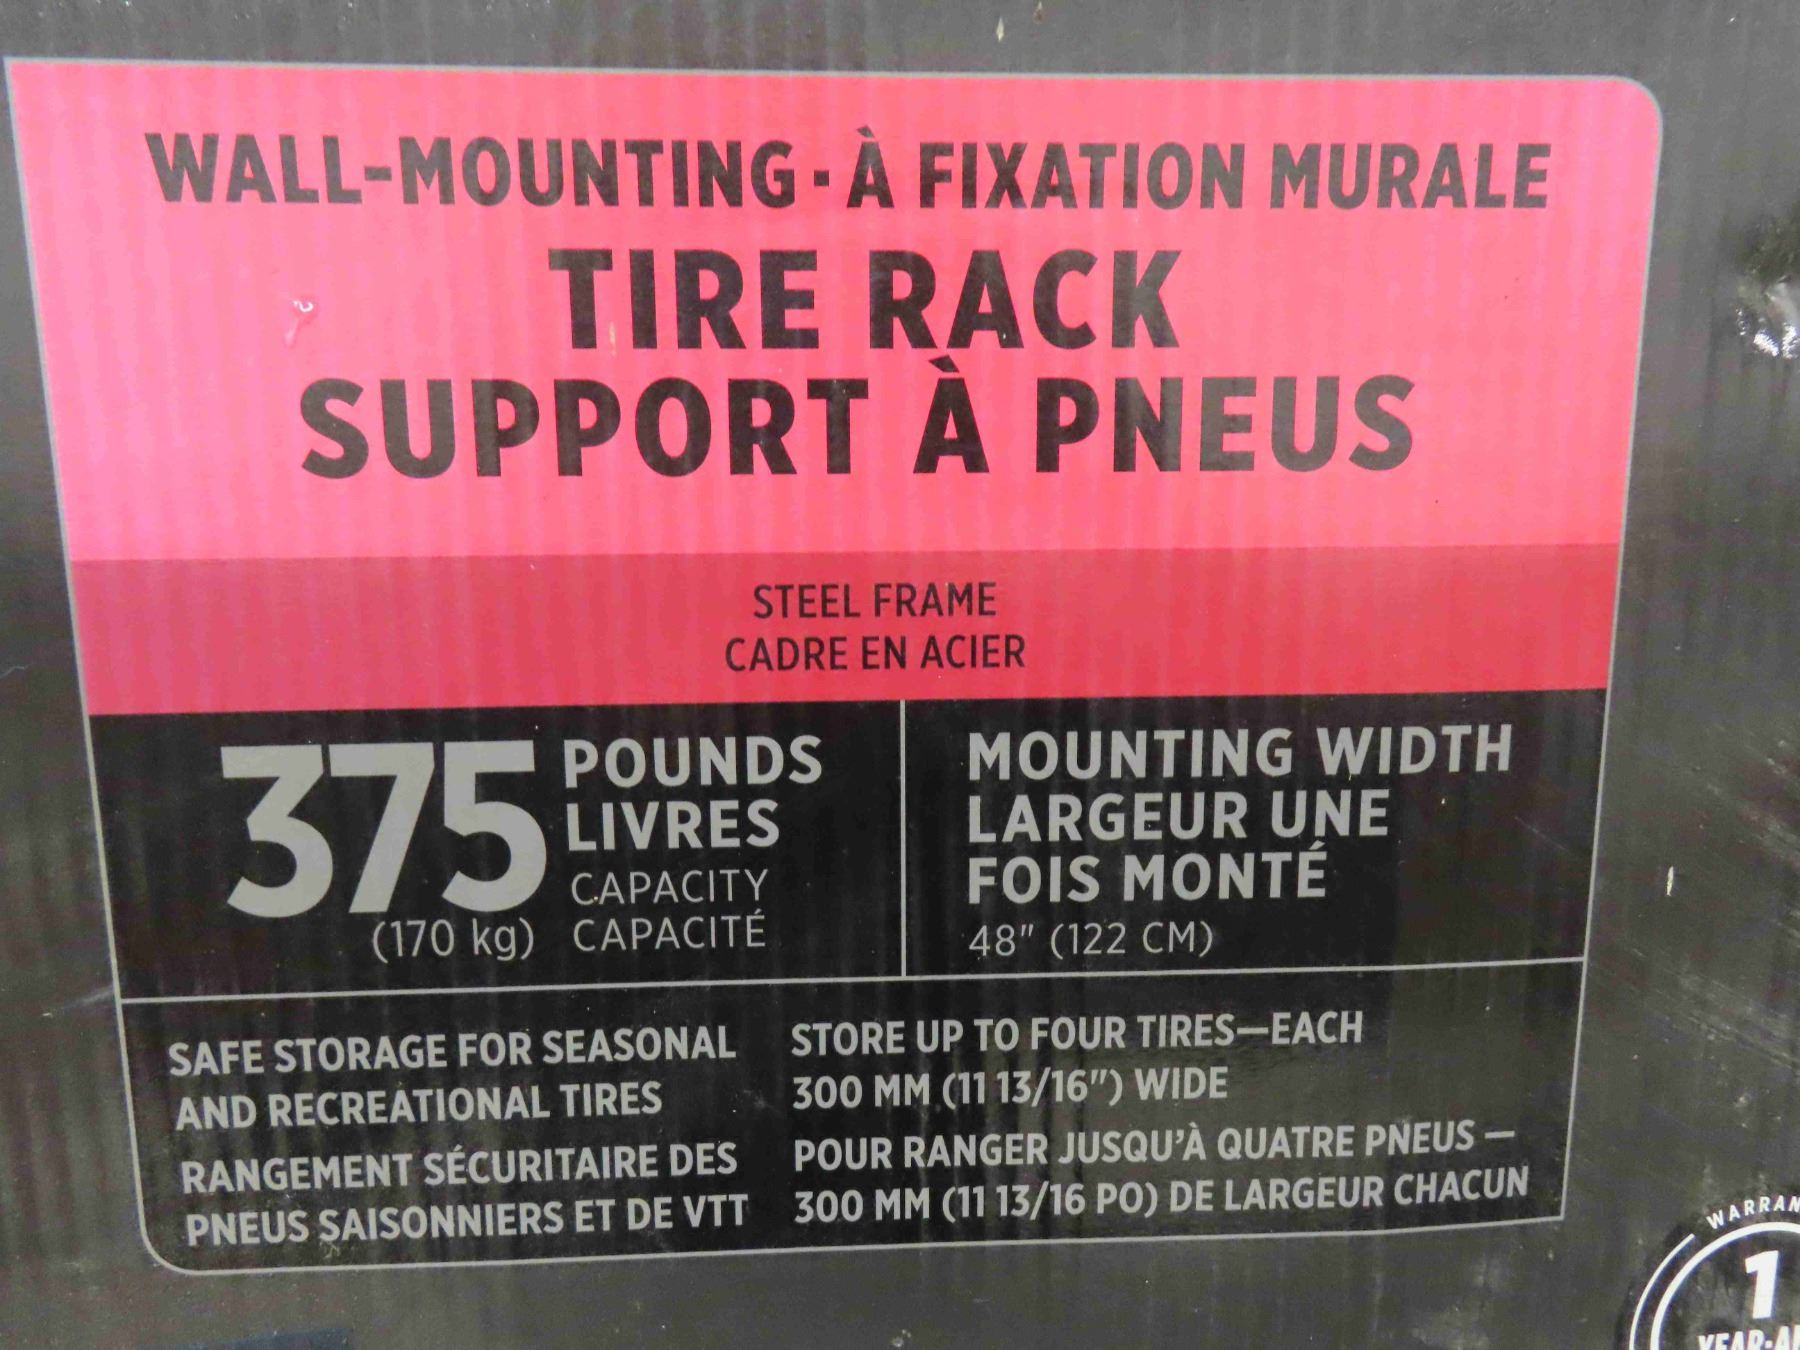 WALL-MOUNTING · À FIXATION MURALE
TIRE RACK
SUPPORT À PNEUS
STEEL FRAME
CADRE EN ACIER
375 POUNDS
LIVRES
CAPACITY
(170 kg) CAPACITÉ
MOUNTING WIDTH
LARGEUR UNE
FOIS MONTÉ
48" (122 CM)
SAFE STORAGE FOR SEASONAL
AND RECREATIONAL TIRES
RANGEMENT SÉCURITAIRE DES
PNEUS SAISONNIERS ET DE VTT
STORE UP TO FOUR TIRES—EACH
300 MM (11 13/16") WIDE
POUR RANGER JUSQU'À QUATRE PNEUS —
300 MM (11 13/16 PO) DE LARGEUR CHACUN
1